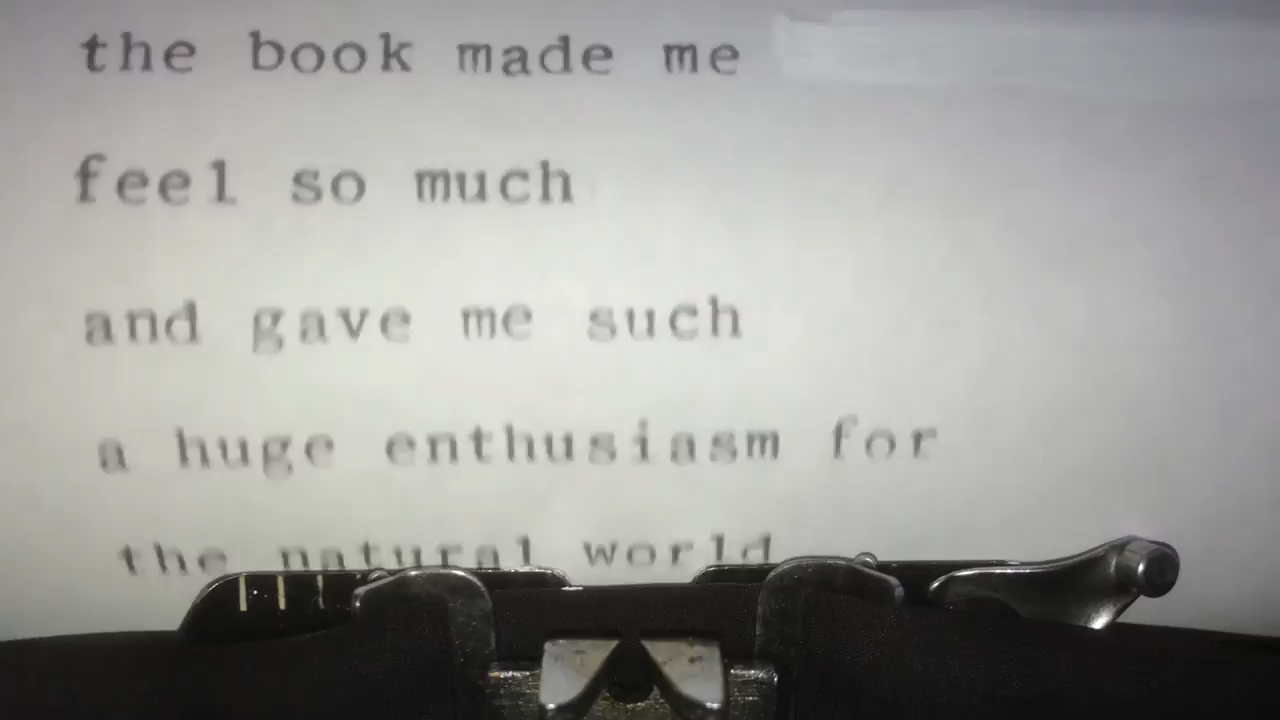 the book made me
feel so much
and gave me such
a huge enthusiasm for
the natural world